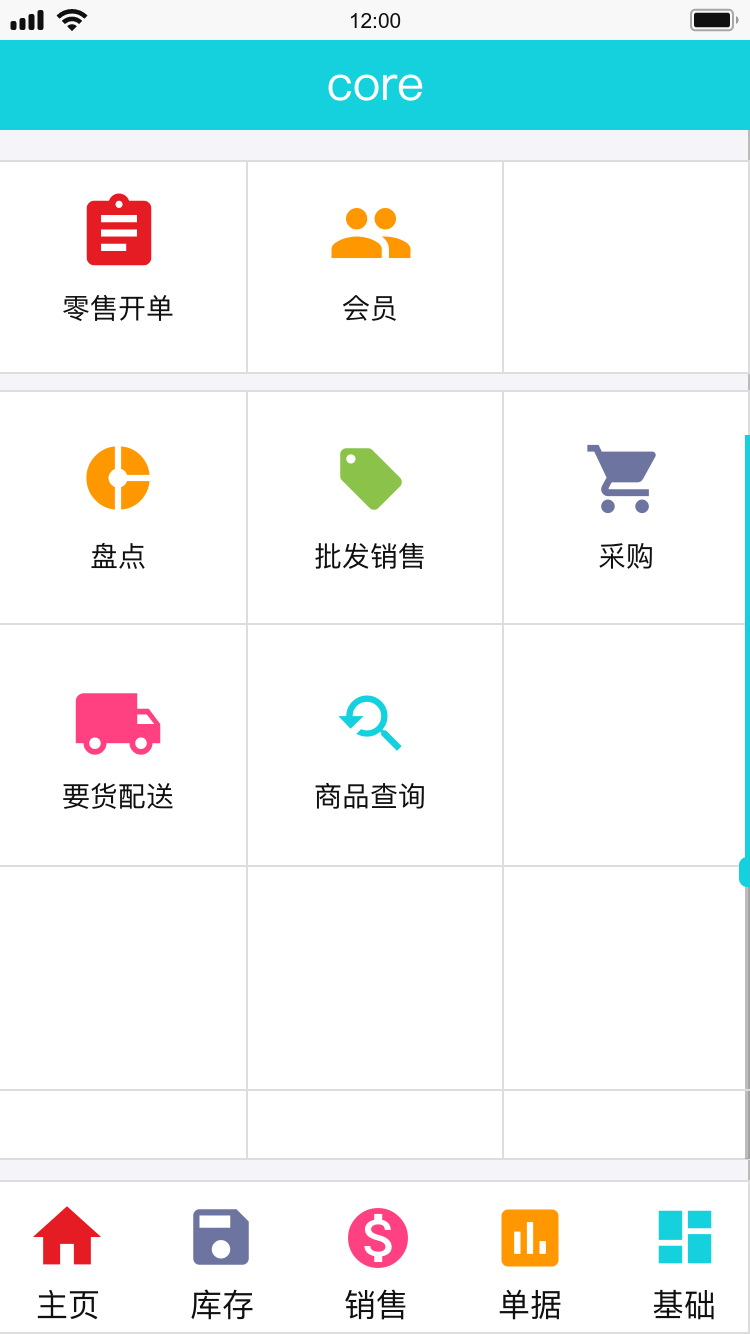 12:00
core
零售开单 会员
盘点 批发销售 采购
要货配送 商品查询
主页 库存 销售 单据 基础